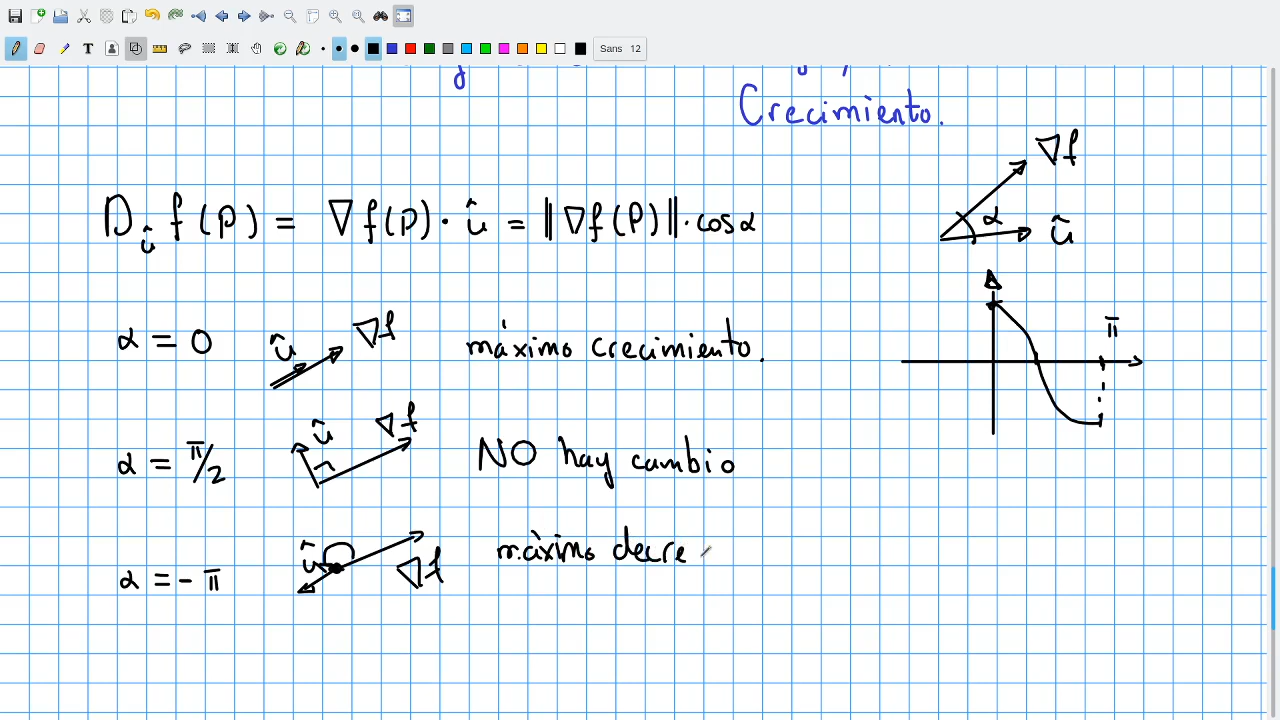 Sans 12
Crecimiento.
∇f
α
û
D_û f(P) = ∇f(P) · û = ‖∇f(P)‖ · cos α
α = 0 û ∇f máximo crecimiento.
π
α = π/2 û ∇f NO hay cambio
α = - π û ∇f máximo decre